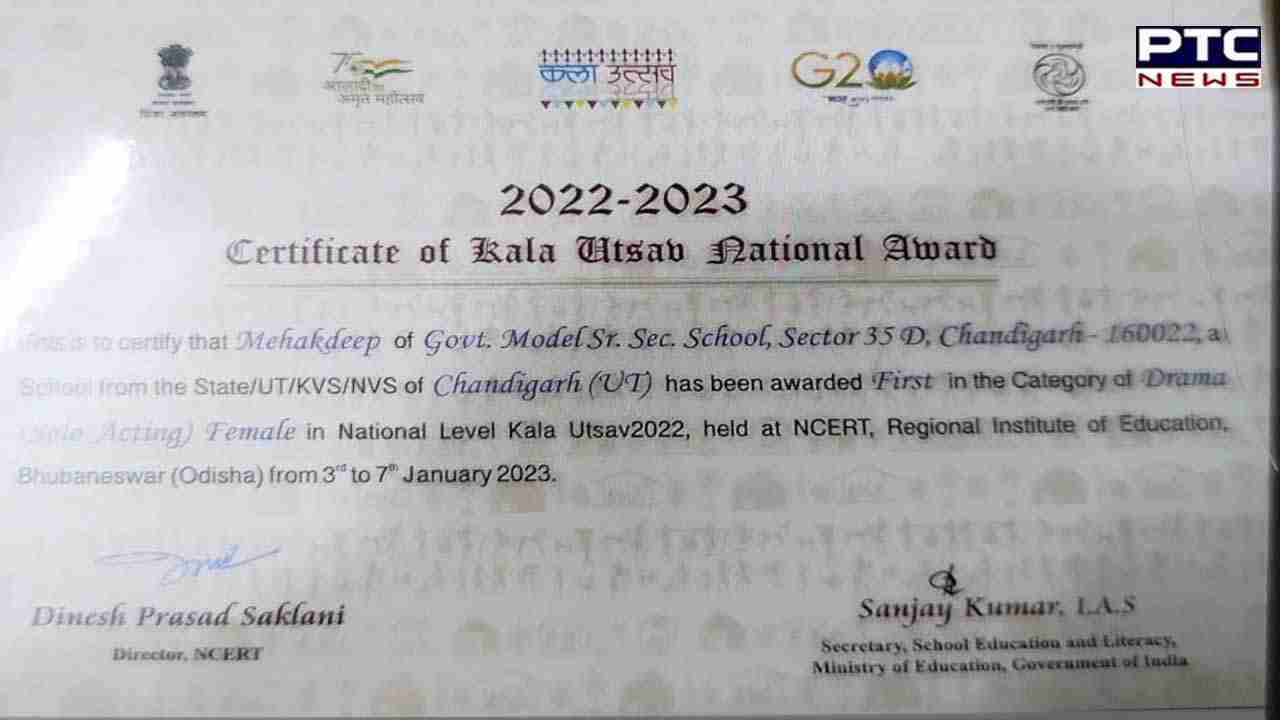 PTC
NEWS
आज़ादी का
अमृत महोत्सव
कला उत्सव
G20
2022-2023
Certificate of Kala Utsav National Award
This is to certify that Mehakdeep of Govt. Model Sr. Sec. School, Sector 35 D, Chandigarh - 160022, a
School from the State/UT/KVS/NVS of Chandigarh (UT) has been awarded First in the Category of Drama
(Solo Acting) Female in National Level Kala Utsav2022, held at NCERT, Regional Institute of Education,
Bhubaneswar (Odisha) from 3rd to 7th January 2023.
Dinesh Prasad Saklani
Director, NCERT
Sanjay Kumar, I.A.S
Secretary, School Education and Literacy,
Ministry of Education, Government of India